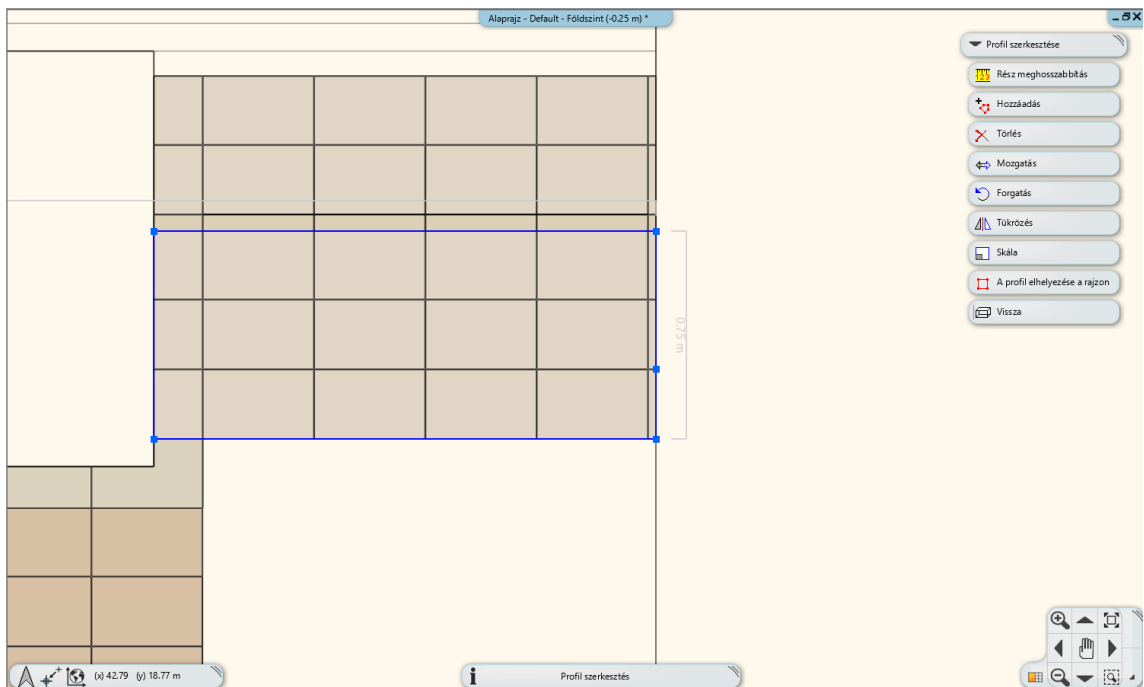 Alaprajz - Default - Földszint (-0.25 m) *
Profil szerkesztése
Rész meghosszabbítás
Hozzáadás
Törlés
Mozgatás
Forgatás
Tükrözés
Skála
A profil elhelyezése a rajzon
Vissza
0.75 m
(x) 42.79 (y) 18.77 m
Profil szerkesztés